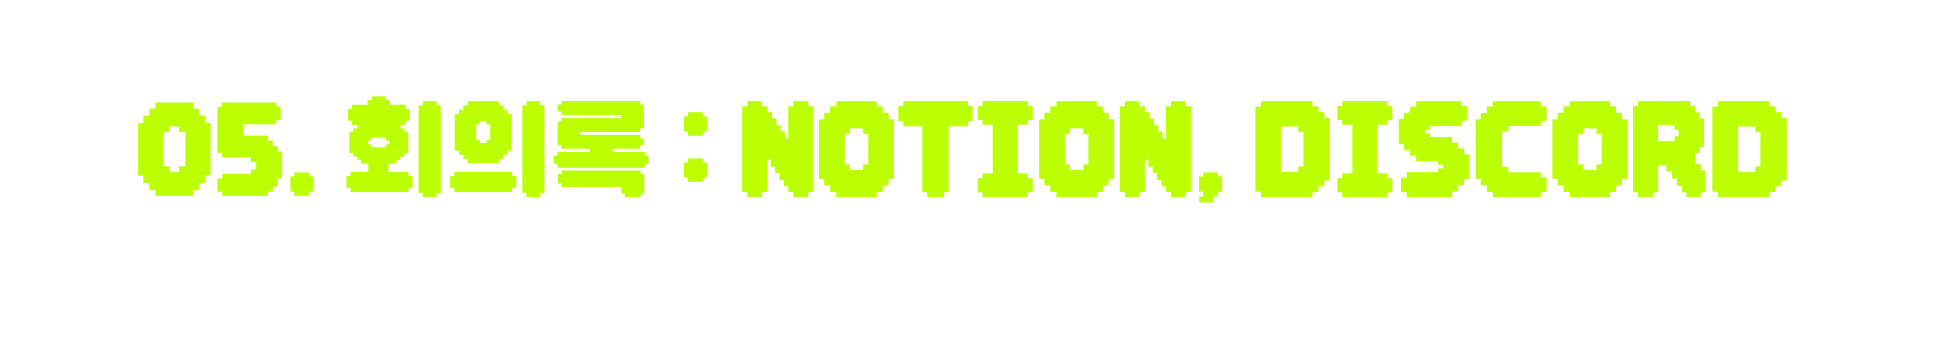 05. 회의록 : NOTION, DISCORD